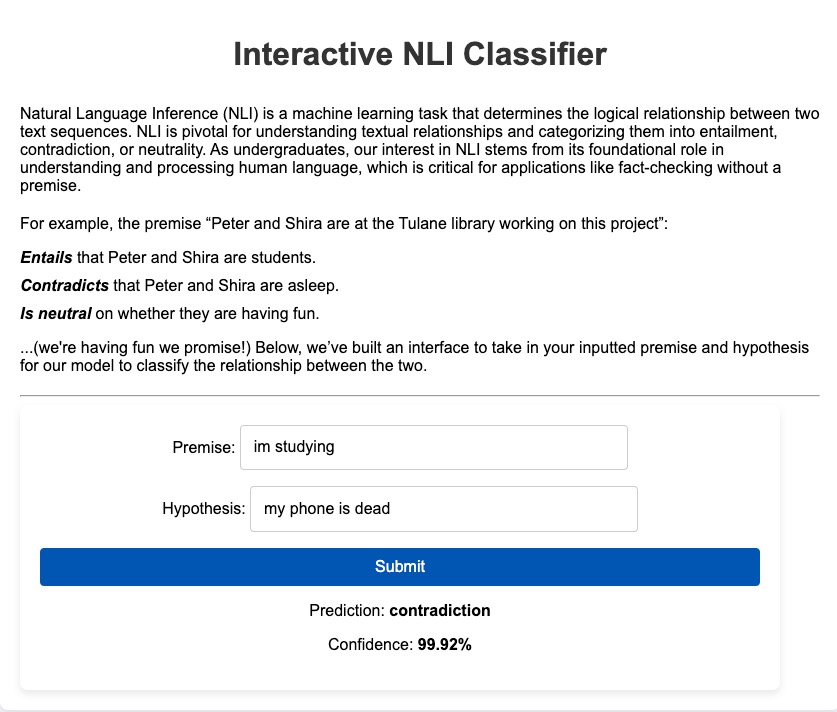 Interactive NLI Classifier
Natural Language Inference (NLI) is a machine learning task that determines the logical relationship between two
text sequences. NLI is pivotal for understanding textual relationships and categorizing them into entailment,
contradiction, or neutrality. As undergraduates, our interest in NLI stems from its foundational role in
understanding and processing human language, which is critical for applications like fact-checking without a
premise.
For example, the premise “Peter and Shira are at the Tulane library working on this project”:
Entails that Peter and Shira are students.
Contradicts that Peter and Shira are asleep.
Is neutral on whether they are having fun.
...(we're having fun we promise!) Below, we’ve built an interface to take in your inputted premise and hypothesis
for our model to classify the relationship between the two.
Premise: im studying
Hypothesis: my phone is dead
Submit
Prediction: contradiction
Confidence: 99.92%